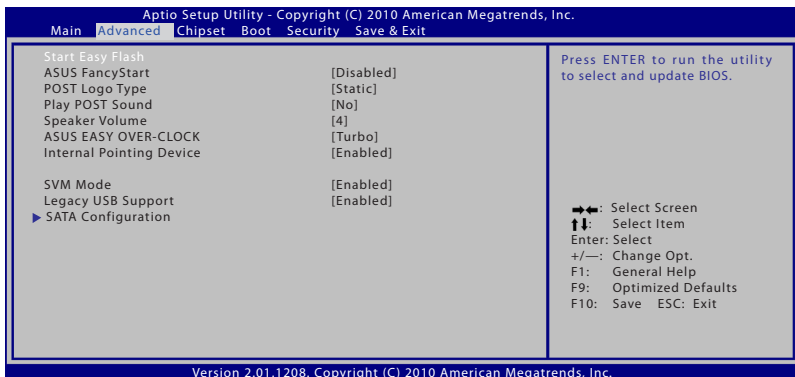 Aptio Setup Utility - Copyright (C) 2010 American Megatrends, Inc.
Main Advanced Chipset Boot Security Save & Exit
Start Easy Flash
ASUS FancyStart [Disabled]
POST Logo Type [Static]
Play POST Sound [No]
Speaker Volume [4]
ASUS EASY OVER-CLOCK [Turbo]
Internal Pointing Device [Enabled]
SVM Mode [Enabled]
Legacy USB Support [Enabled]
SATA Configuration
Press ENTER to run the utility
to select and update BIOS.
→←: Select Screen
↑↓: Select Item
Enter: Select
+/—: Change Opt.
F1: General Help
F9: Optimized Defaults
F10: Save ESC: Exit
Version 2.01.1208. Copyright (C) 2010 American Megatrends, Inc.